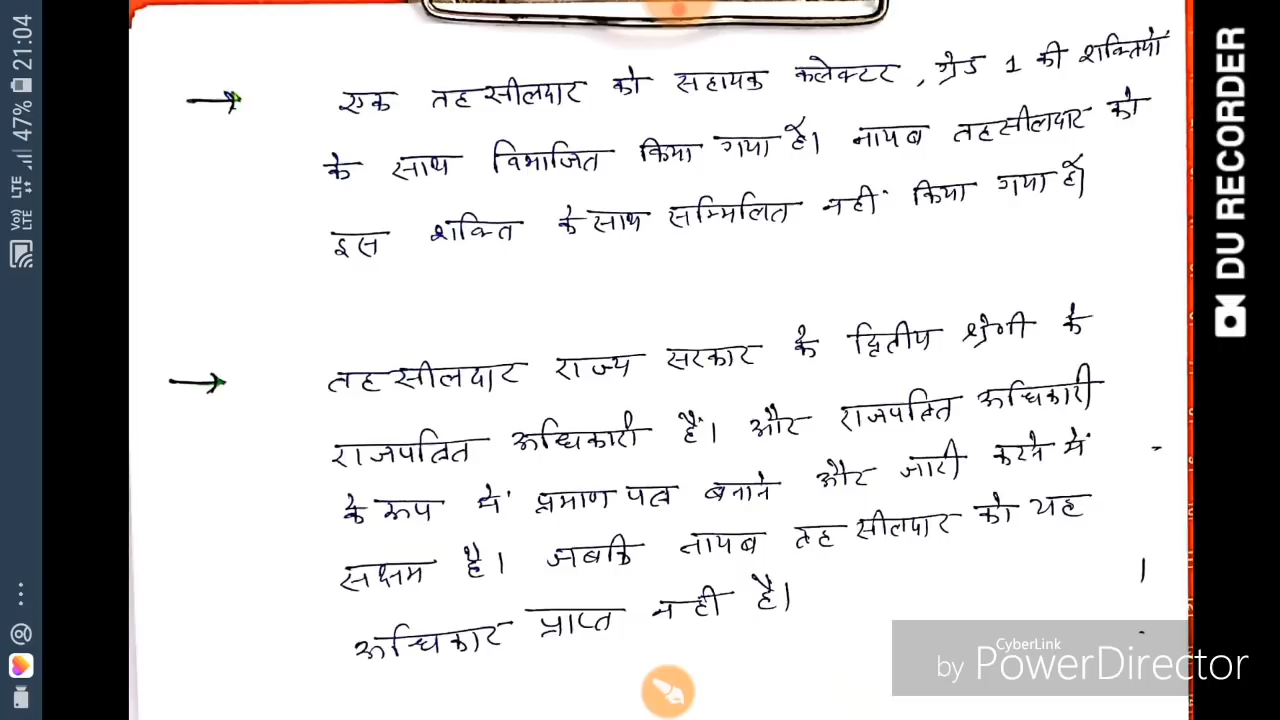 21:04
47%
LTE
Vo))
LTE
→ एक तहसीलदार को सहायक कलेक्टर, ग्रेड 1 की शक्तियों
के साथ विभाजित किया गया है। नायब तहसीलदार को
इस शक्ति के साथ सम्मिलित नहीं किया गया है।
→ तहसीलदार राज्य सरकार के द्वितीय श्रेणी के
राजपत्रित अधिकारी हैं। और राजपत्रित अधिकारी
के रूप में प्रमाण पत्र बनाने और जारी करने में
सक्षम है। जबकि नायब तहसीलदार को यह
अधिकार प्राप्त नही है।
DU RECORDER
CyberLink
by PowerDirector